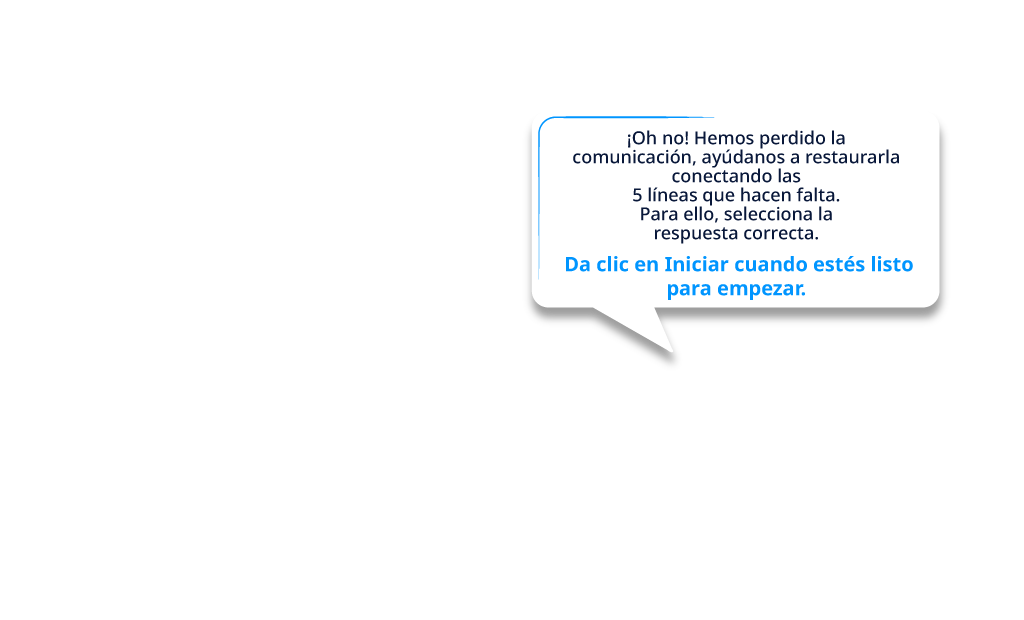 ¡Oh no! Hemos perdido la
comunicación, ayúdanos a restaurarla
conectando las
5 líneas que hacen falta.
Para ello, selecciona la
respuesta correcta.
Da clic en Iniciar cuando estés listo
para empezar.